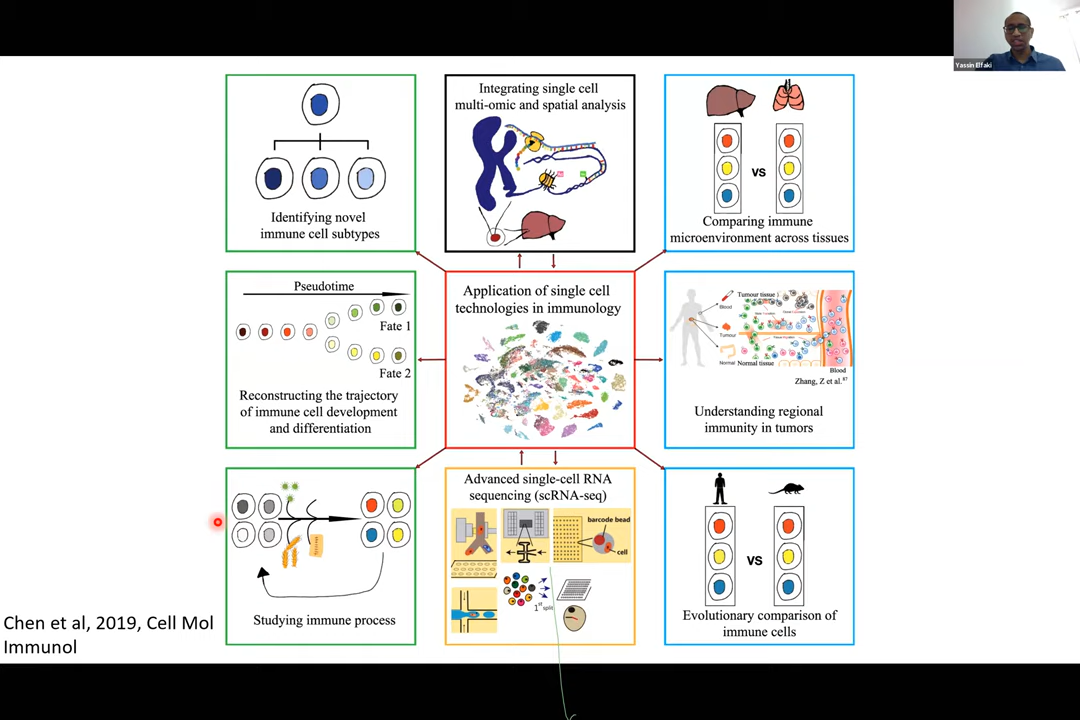 Yassin Elfaki
Identifying novel
immune cell subtypes
Integrating single cell
multi-omic and spatial analysis
vs
Comparing immune
microenvironment across tissues
Pseudotime
Fate 1
Fate 2
Reconstructing the trajectory
of immune cell development
and differentiation
Application of single cell
technologies in immunology
Tumour tissue
Blood
Tumour
Normal
Normal tissue
Blood
Zhang, Z et al.87
Understanding regional
immunity in tumors
Studying immune process
Advanced single-cell RNA
sequencing (scRNA-seq)
barcode bead
cell
1st split
vs
Evolutionary comparison of
immune cells
Chen et al, 2019, Cell Mol
Immunol